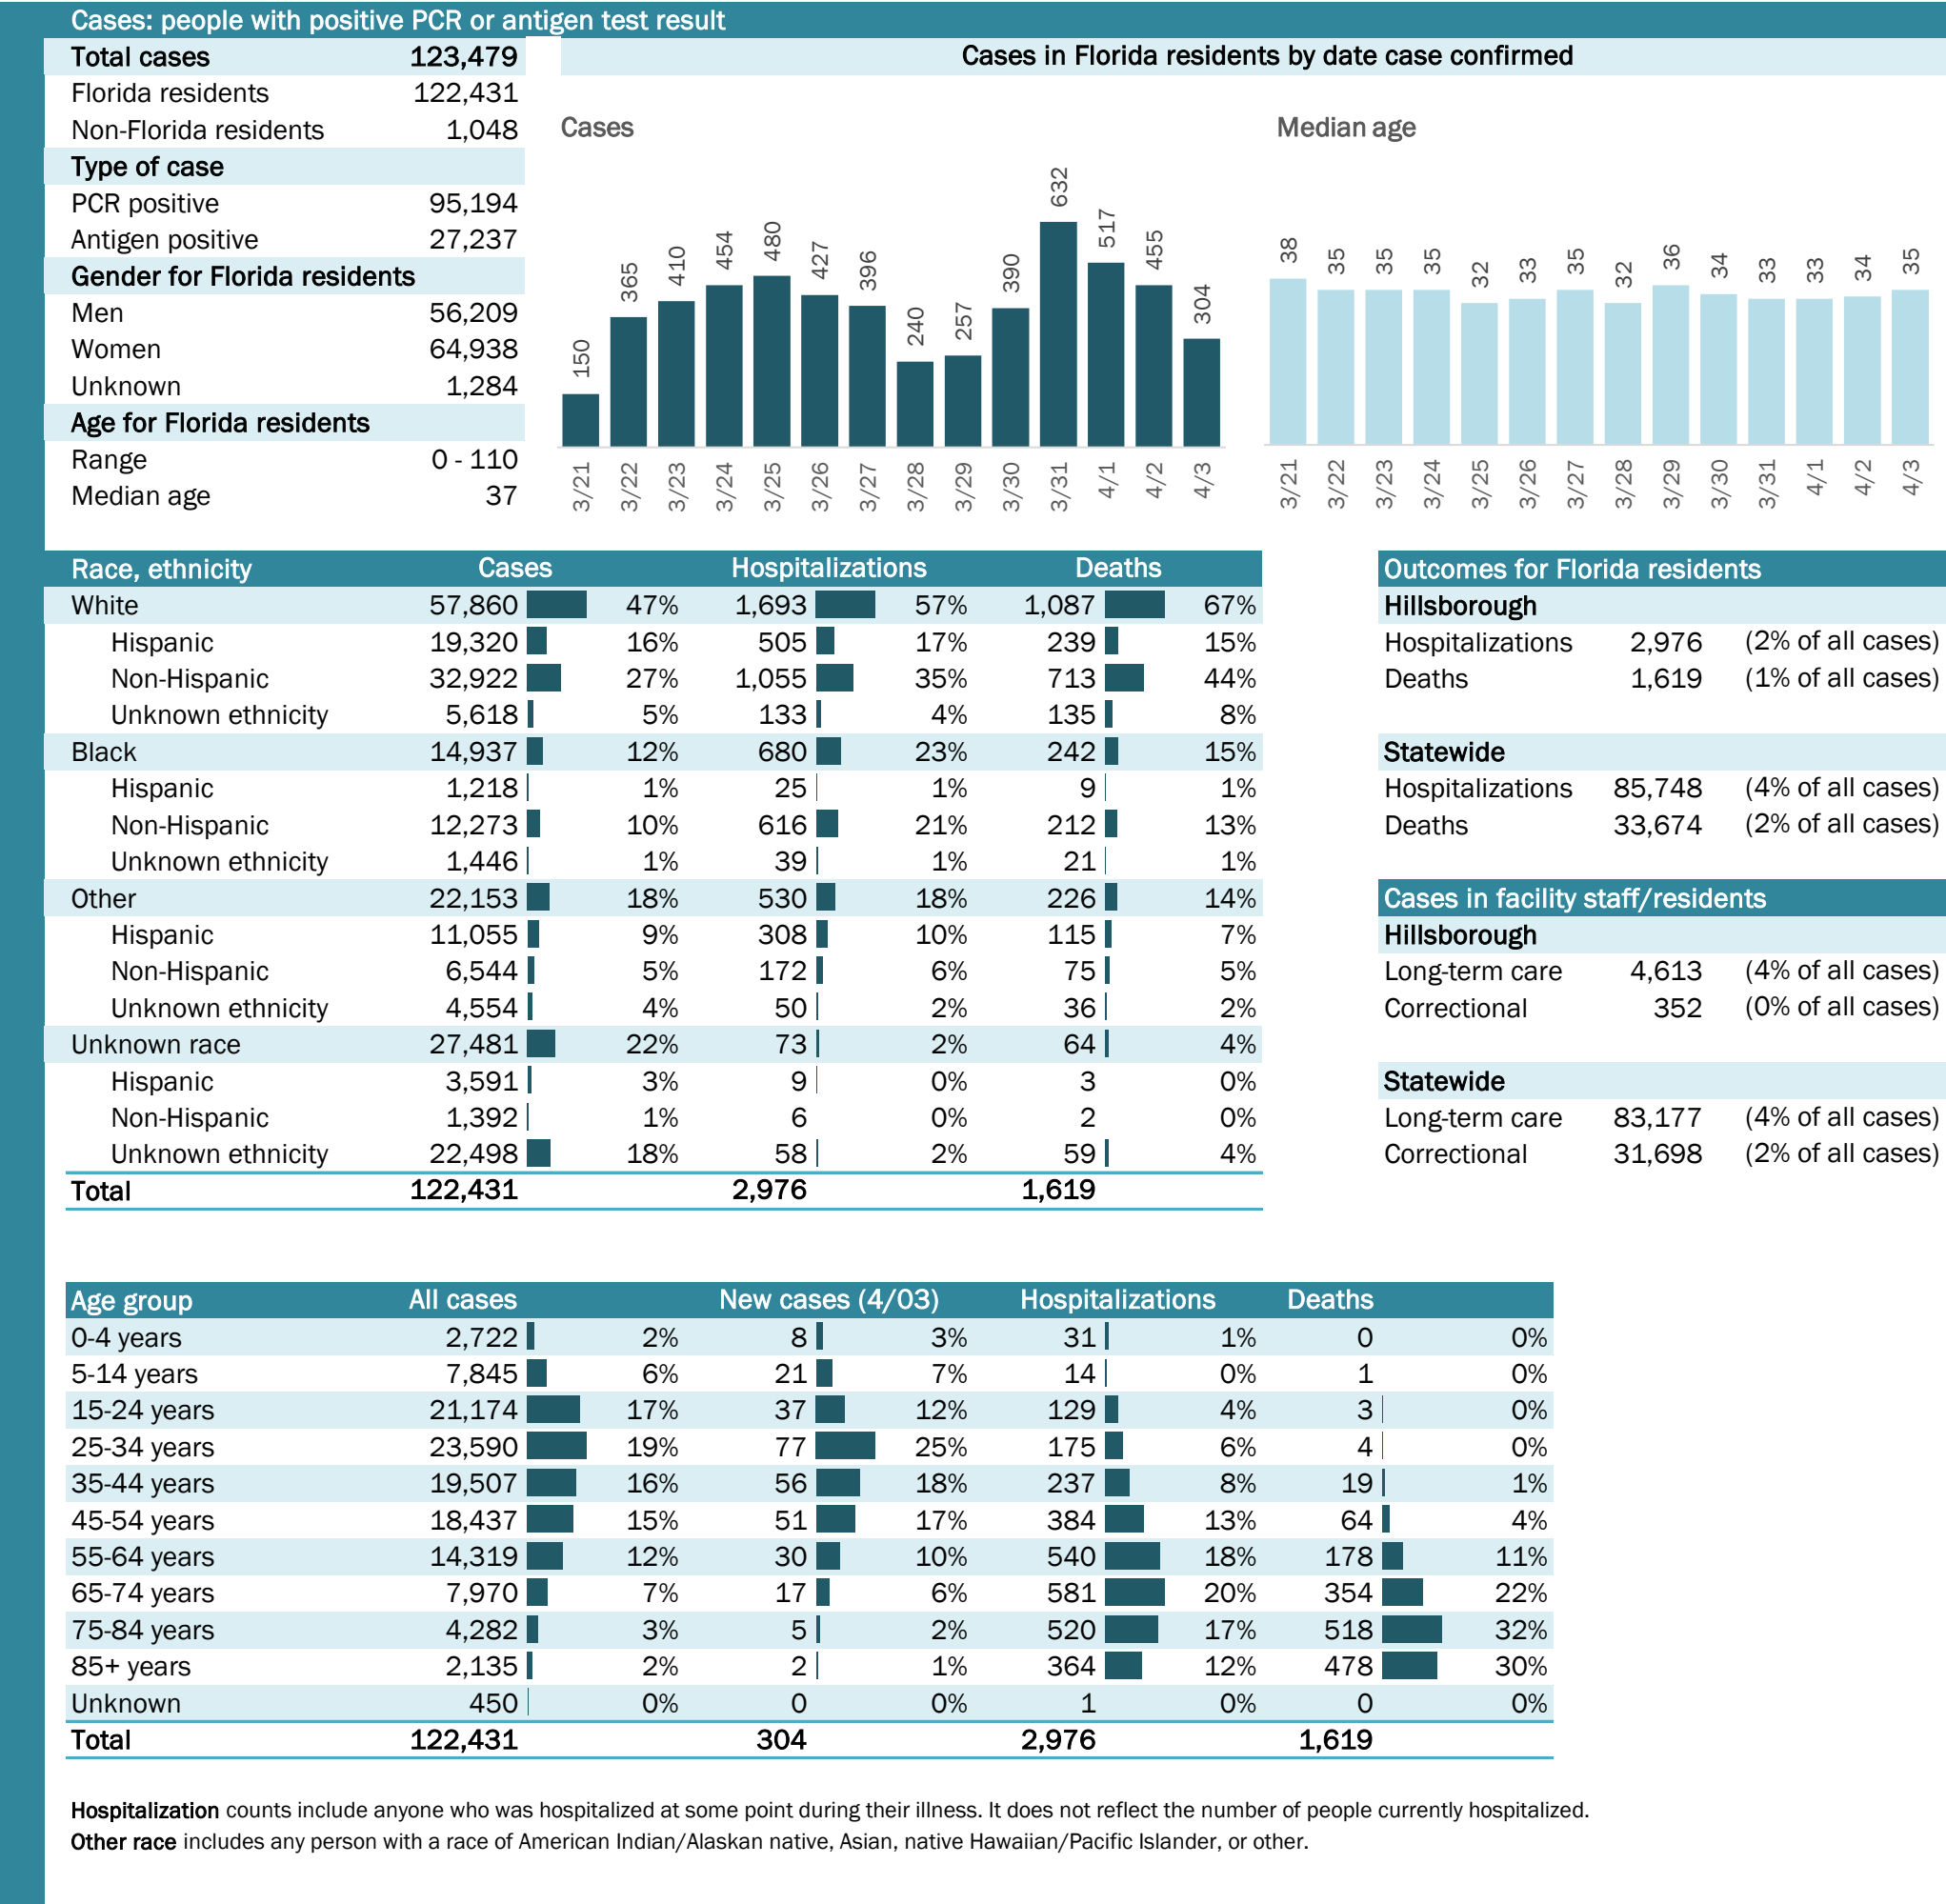 Cases: people with positive PCR or antigen test result
Total cases 123,479
Florida residents 122,431
Non-Florida residents 1,048
Type of case
PCR positive 95,194
Antigen positive 27,237
Gender for Florida residents
Men 56,209
Women 64,938
Unknown 1,284
Age for Florida residents
Range 0 - 110
Median age 37
Cases in Florida residents by date case confirmed
Cases
150 365 410 454 480 427 396 240 257 390 632 517 455 304
3/21 3/22 3/23 3/24 3/25 3/26 3/27 3/28 3/29 3/30 3/31 4/1 4/2 4/3
Median age
38 35 35 35 32 33 35 32 36 34 33 33 34 35
3/21 3/22 3/23 3/24 3/25 3/26 3/27 3/28 3/29 3/30 3/31 4/1 4/2 4/3
Race, ethnicity Cases Hospitalizations Deaths
White 57,860 47% 1,693 57% 1,087 67%
Hispanic 19,320 16% 505 17% 239 15%
Non-Hispanic 32,922 27% 1,055 35% 713 44%
Unknown ethnicity 5,618 5% 133 4% 135 8%
Black 14,937 12% 680 23% 242 15%
Hispanic 1,218 1% 25 1% 9 1%
Non-Hispanic 12,273 10% 616 21% 212 13%
Unknown ethnicity 1,446 1% 39 1% 21 1%
Other 22,153 18% 530 18% 226 14%
Hispanic 11,055 9% 308 10% 115 7%
Non-Hispanic 6,544 5% 172 6% 75 5%
Unknown ethnicity 4,554 4% 50 2% 36 2%
Unknown race 27,481 22% 73 2% 64 4%
Hispanic 3,591 3% 9 0% 3 0%
Non-Hispanic 1,392 1% 6 0% 2 0%
Unknown ethnicity 22,498 18% 58 2% 59 4%
Total 122,431 2,976 1,619
Outcomes for Florida residents
Hillsborough
Hospitalizations 2,976 (2% of all cases)
Deaths 1,619 (1% of all cases)
Statewide
Hospitalizations 85,748 (4% of all cases)
Deaths 33,674 (2% of all cases)
Cases in facility staff/residents
Hillsborough
Long-term care 4,613 (4% of all cases)
Correctional 352 (0% of all cases)
Statewide
Long-term care 83,177 (4% of all cases)
Correctional 31,698 (2% of all cases)
Age group All cases New cases (4/03) Hospitalizations Deaths
0-4 years 2,722 2% 8 3% 31 1% 0 0%
5-14 years 7,845 6% 21 7% 14 0% 1 0%
15-24 years 21,174 17% 37 12% 129 4% 3 0%
25-34 years 23,590 19% 77 25% 175 6% 4 0%
35-44 years 19,507 16% 56 18% 237 8% 19 1%
45-54 years 18,437 15% 51 17% 384 13% 64 4%
55-64 years 14,319 12% 30 10% 540 18% 178 11%
65-74 years 7,970 7% 17 6% 581 20% 354 22%
75-84 years 4,282 3% 5 2% 520 17% 518 32%
85+ years 2,135 2% 2 1% 364 12% 478 30%
Unknown 450 0% 0 0% 1 0% 0 0%
Total 122,431 304 2,976 1,619
Hospitalization counts include anyone who was hospitalized at some point during their illness. It does not reflect the number of people currently hospitalized.
Other race includes any person with a race of American Indian/Alaskan native, Asian, native Hawaiian/Pacific Islander, or other.